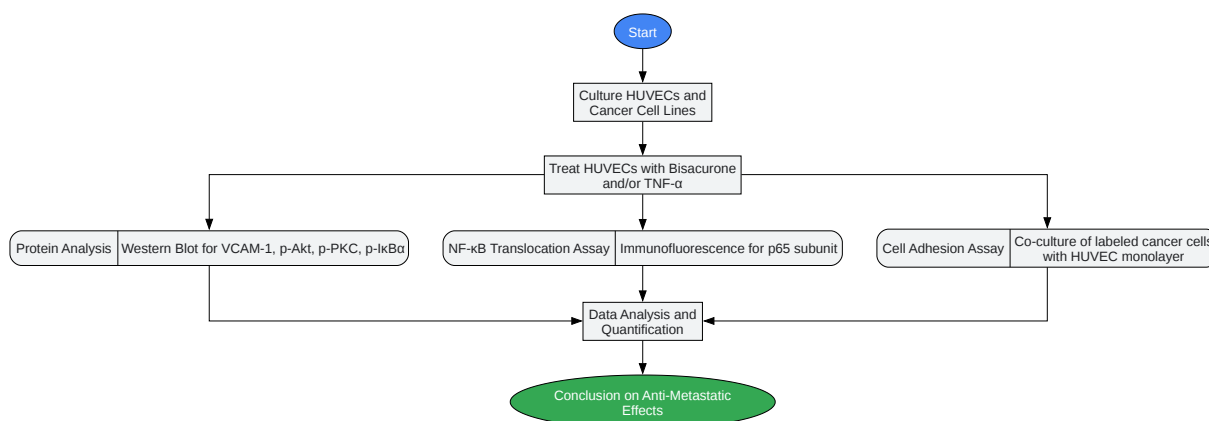 Start
Culture HUVECs and
Cancer Cell Lines
Treat HUVECs with Bisacurone
and/or TNF-α
Protein Analysis
Western Blot for VCAM-1, p-Akt, p-PKC, p-IκBα
NF-κB Translocation Assay
Immunofluorescence for p65 subunit
Cell Adhesion Assay
Co-culture of labeled cancer cells
with HUVEC monolayer
Data Analysis and
Quantification
Conclusion on Anti-Metastatic
Effects